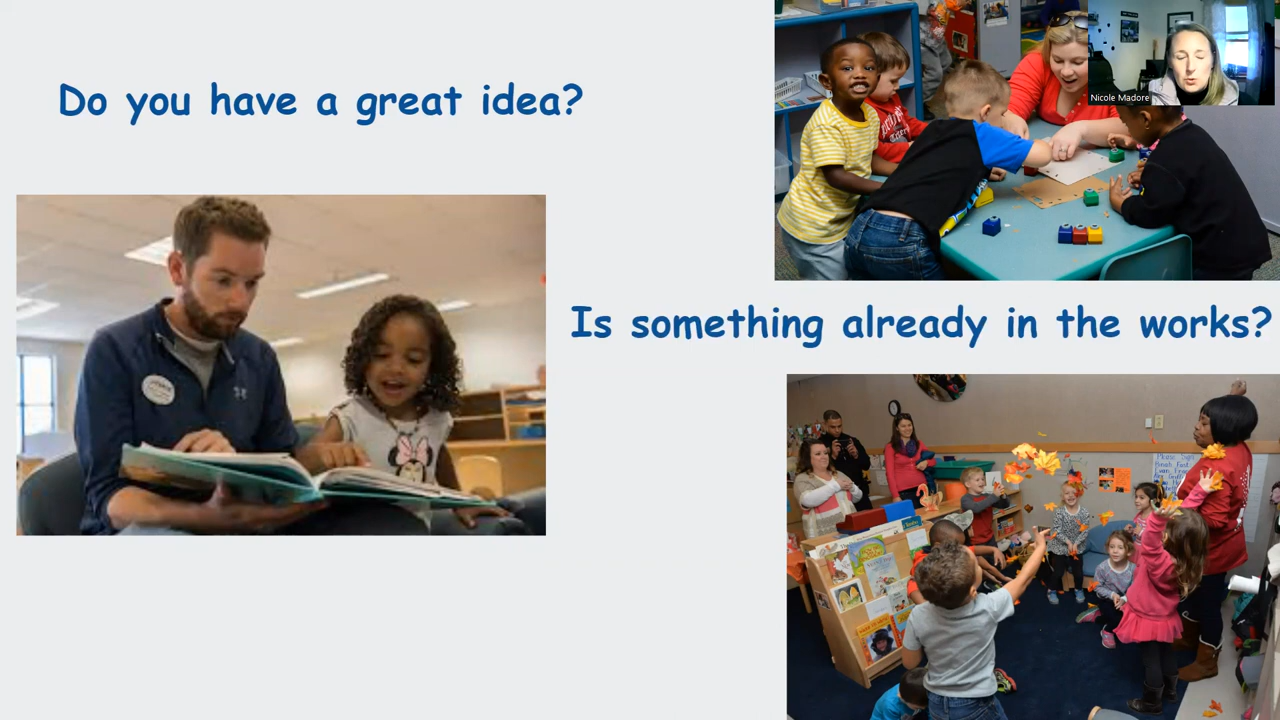 Do you have a great idea?
Nicole Madore
Is something already in the works?